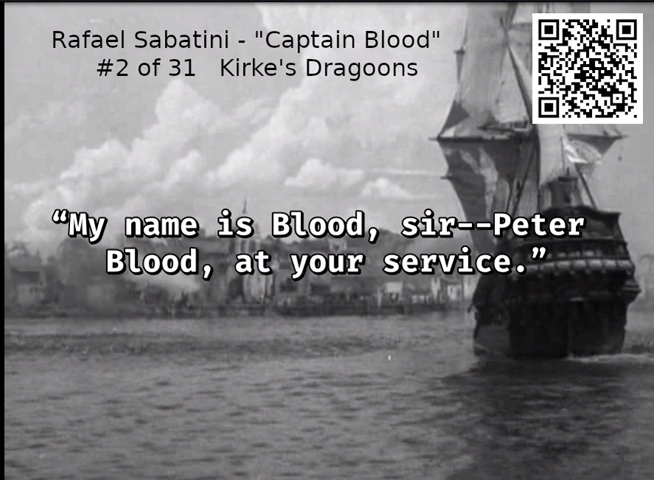 Rafael Sabatini - "Captain Blood"
#2 of 31   Kirke's Dragoons
“My name is Blood, sir--Peter
Blood, at your service.”